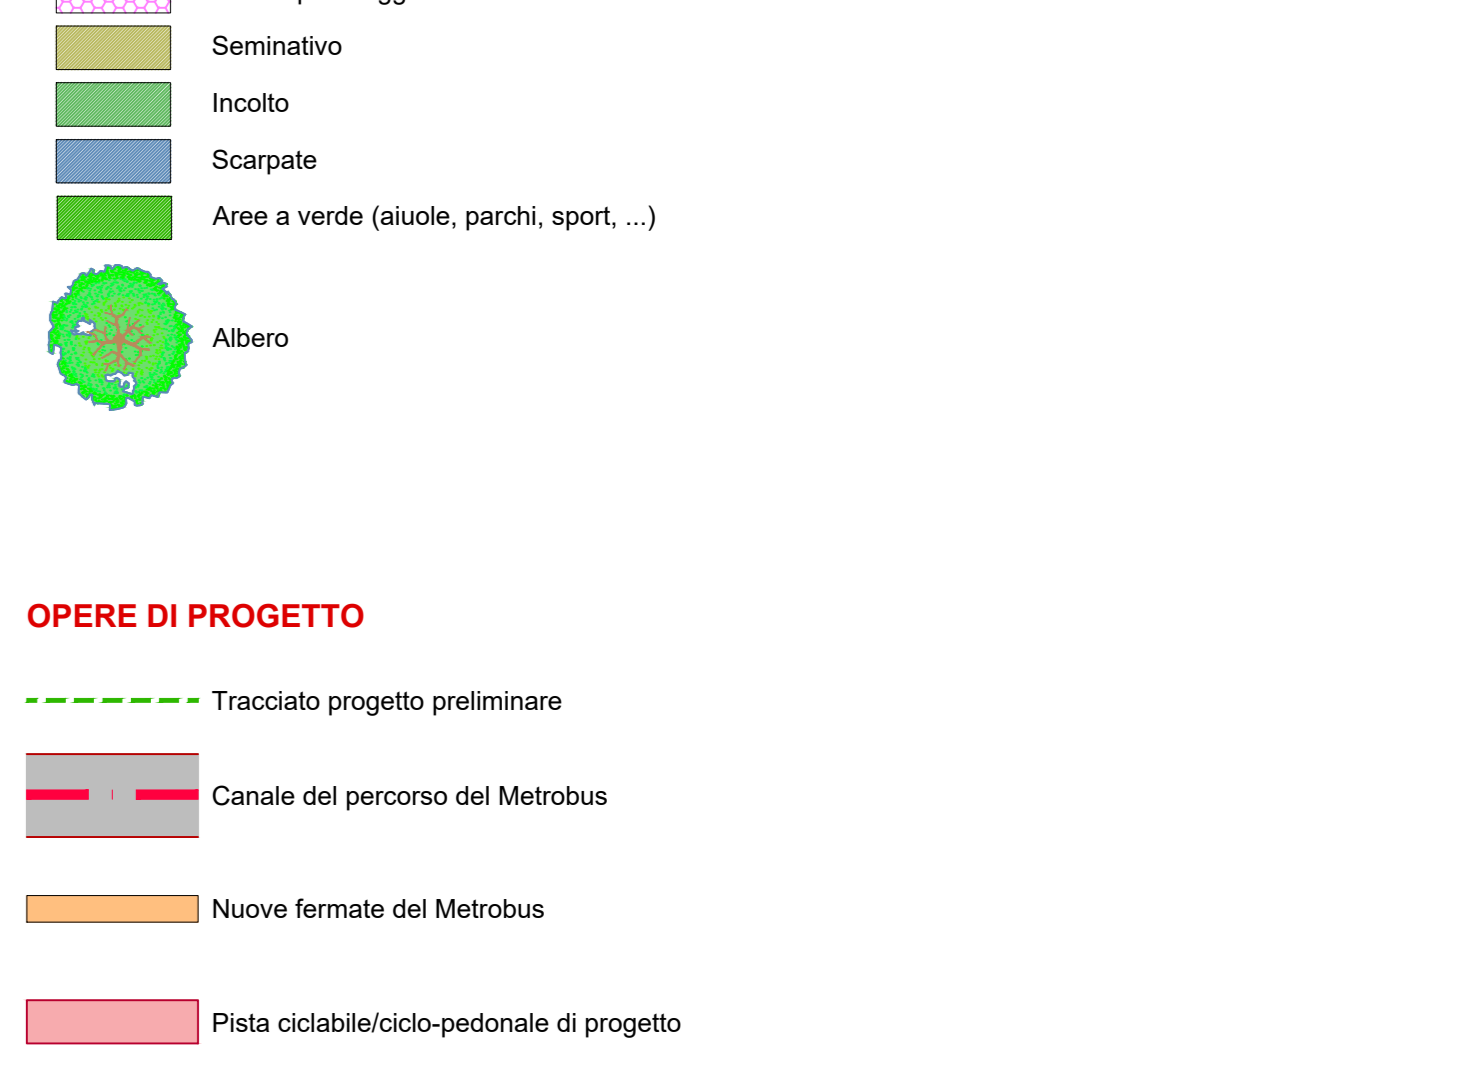 Seminativo
Incolto
Scarpate
Aree a verde (aiuole, parchi, sport, ...)
Albero
OPERE DI PROGETTO
Tracciato progetto preliminare
Canale del percorso del Metrobus
Nuove fermate del Metrobus
Pista ciclabile/ciclo-pedonale di progetto